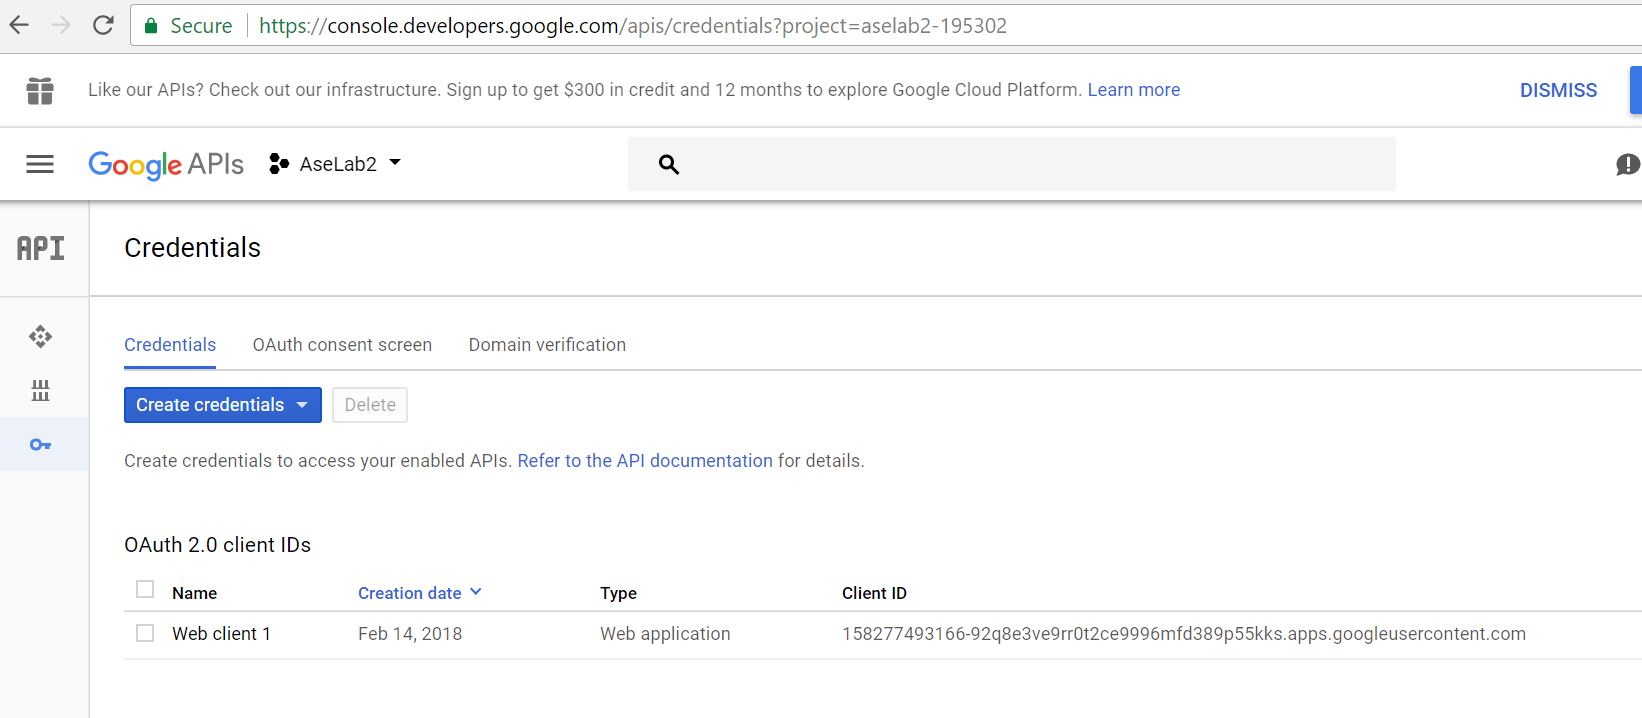 Secure https://console.developers.google.com/apis/credentials?project=aselab2-195302
Like our APIs? Check out our infrastructure. Sign up to get $300 in credit and 12 months to explore Google Cloud Platform. Learn more DISMISS
Google APIs AseLab2
API Credentials
Credentials OAuth consent screen Domain verification
Create credentials Delete
Create credentials to access your enabled APIs. Refer to the API documentation for details.
OAuth 2.0 client IDs
Name Creation date Type Client ID
Web client 1 Feb 14, 2018 Web application 158277493166-92q8e3ve9rr0t2ce9996mfd389p55kks.apps.googleusercontent.com